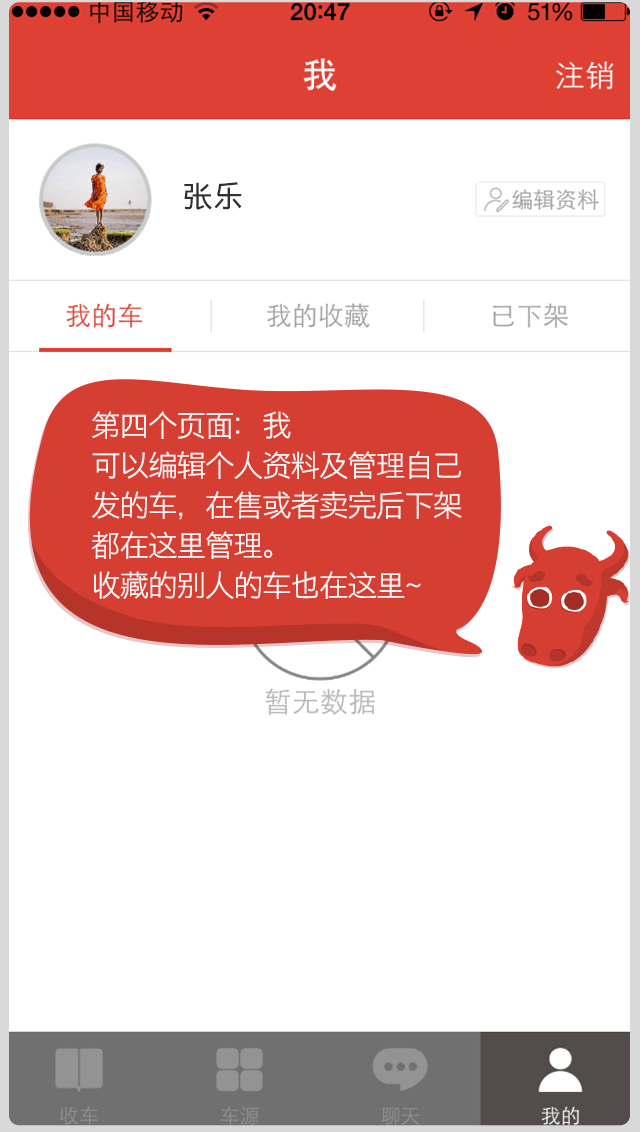 中国移动 20:47 51%
我 注销
张乐 编辑资料
我的车 我的收藏 已下架
第四个页面：我
可以编辑个人资料及管理自己
发的车，在售或者卖完后下架
都在这里管理。
收藏的别人的车也在这里~
暂无数据
收车 车源 聊天 我的